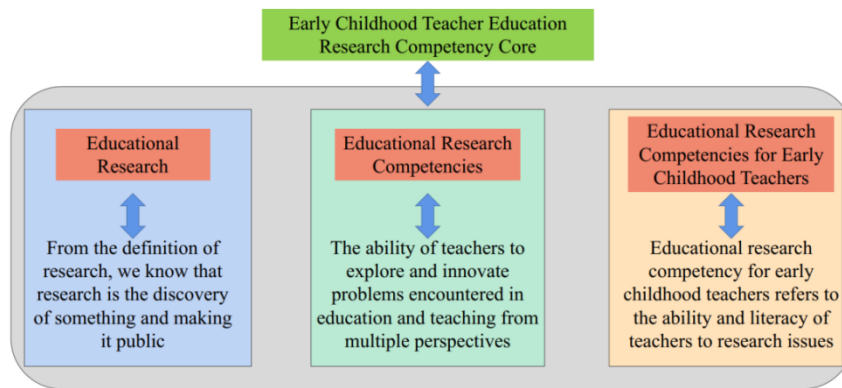 Early Childhood Teacher Education
Research Competency Core
Educational
Research
From the definition of
research, we know that
research is the discovery
of something and making
it public
Educational Research
Competencies
The ability of teachers to
explore and innovate
problems encountered in
education and teaching from
multiple perspectives
Educational Research
Competencies for Early
Childhood Teachers
Educational research
competency for early
childhood teachers refers to
the ability and literacy of
teachers to research issues